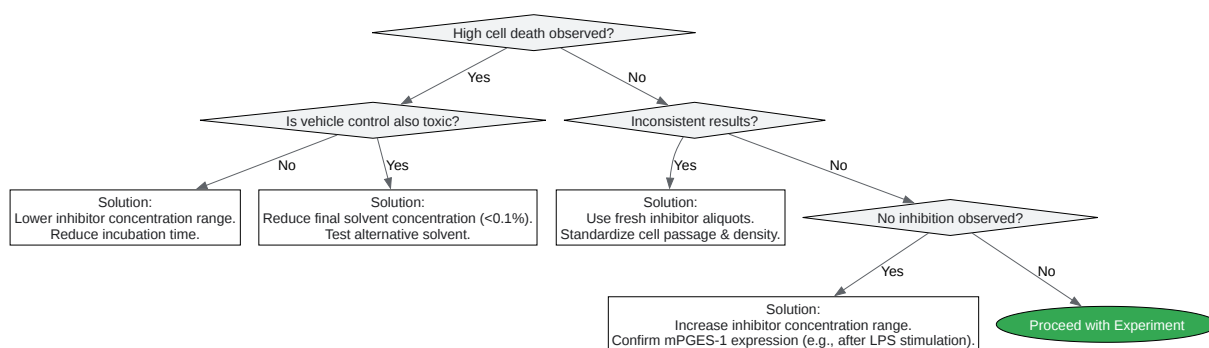 High cell death observed?
Yes
No
Is vehicle control also toxic?
Inconsistent results?
No
Yes
Yes
No
Solution:
Lower inhibitor concentration range.
Reduce incubation time.
Solution:
Reduce final solvent concentration (<0.1%).
Test alternative solvent.
Solution:
Use fresh inhibitor aliquots.
Standardize cell passage & density.
No inhibition observed?
Yes
No
Solution:
Increase inhibitor concentration range.
Confirm mPGES-1 expression (e.g., after LPS stimulation).
Proceed with Experiment